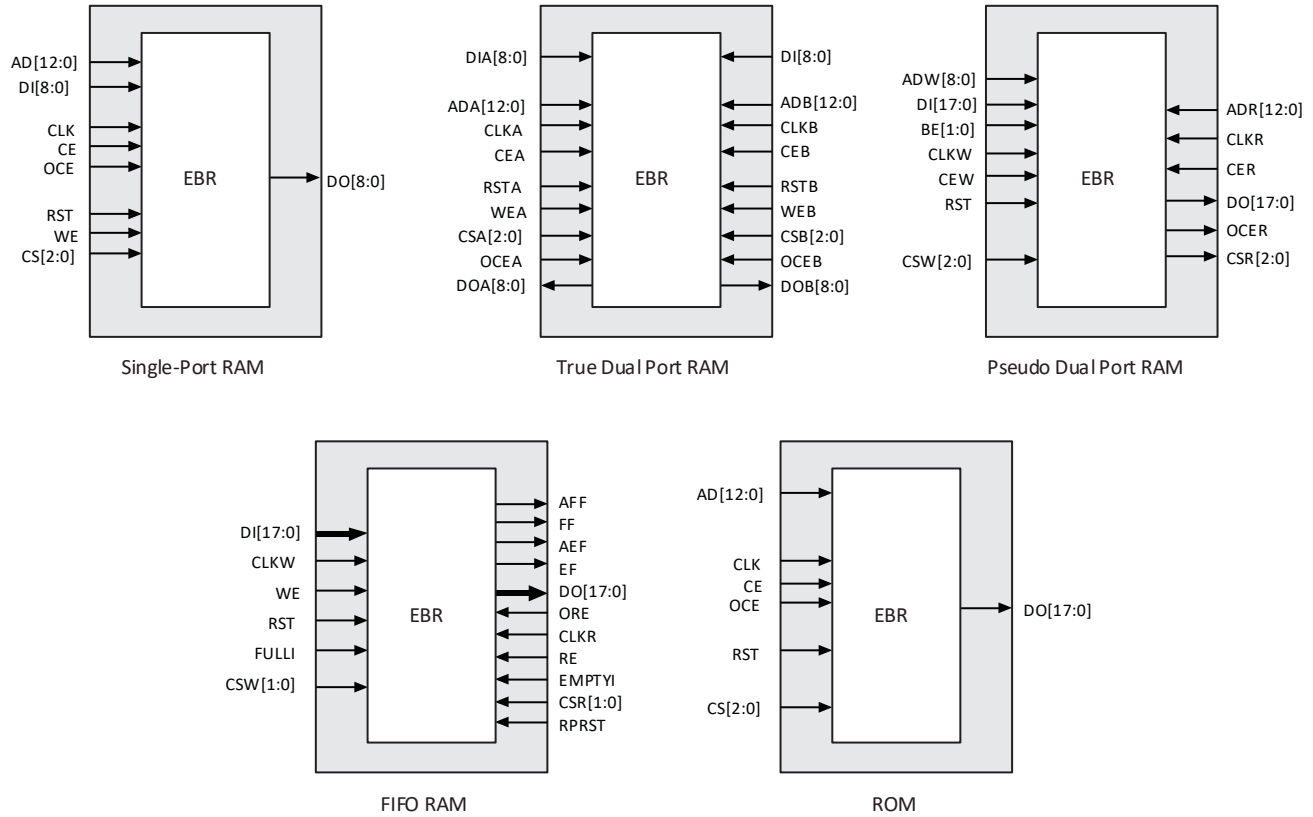 AD[12:0]
DI[8:0]
CLK
CE
OCE
RST
WE
CS[2:0]
EBR
DO[8:0]
Single-Port RAM
DIA[8:0]
ADA[12:0]
CLKA
CEA
RSTA
WEA
CSA[2:0]
OCEA
DOA[8:0]
EBR
DI[8:0]
ADB[12:0]
CLKB
CEB
RSTB
WEB
CSB[2:0]
OCEB
DOB[8:0]
True Dual Port RAM
ADW[8:0]
DI[17:0]
BE[1:0]
CLKW
CEW
RST
CSW[2:0]
EBR
ADR[12:0]
CLKR
CER
DO[17:0]
OCER
CSR[2:0]
Pseudo Dual Port RAM
DI[17:0]
CLKW
WE
RST
FULLI
CSW[1:0]
EBR
AFF
FF
AEF
EF
DO[17:0]
ORE
CLKR
RE
EMPTYI
CSR[1:0]
RPRST
FIFO RAM
AD[12:0]
CLK
CE
OCE
RST
CS[2:0]
EBR
DO[17:0]
ROM